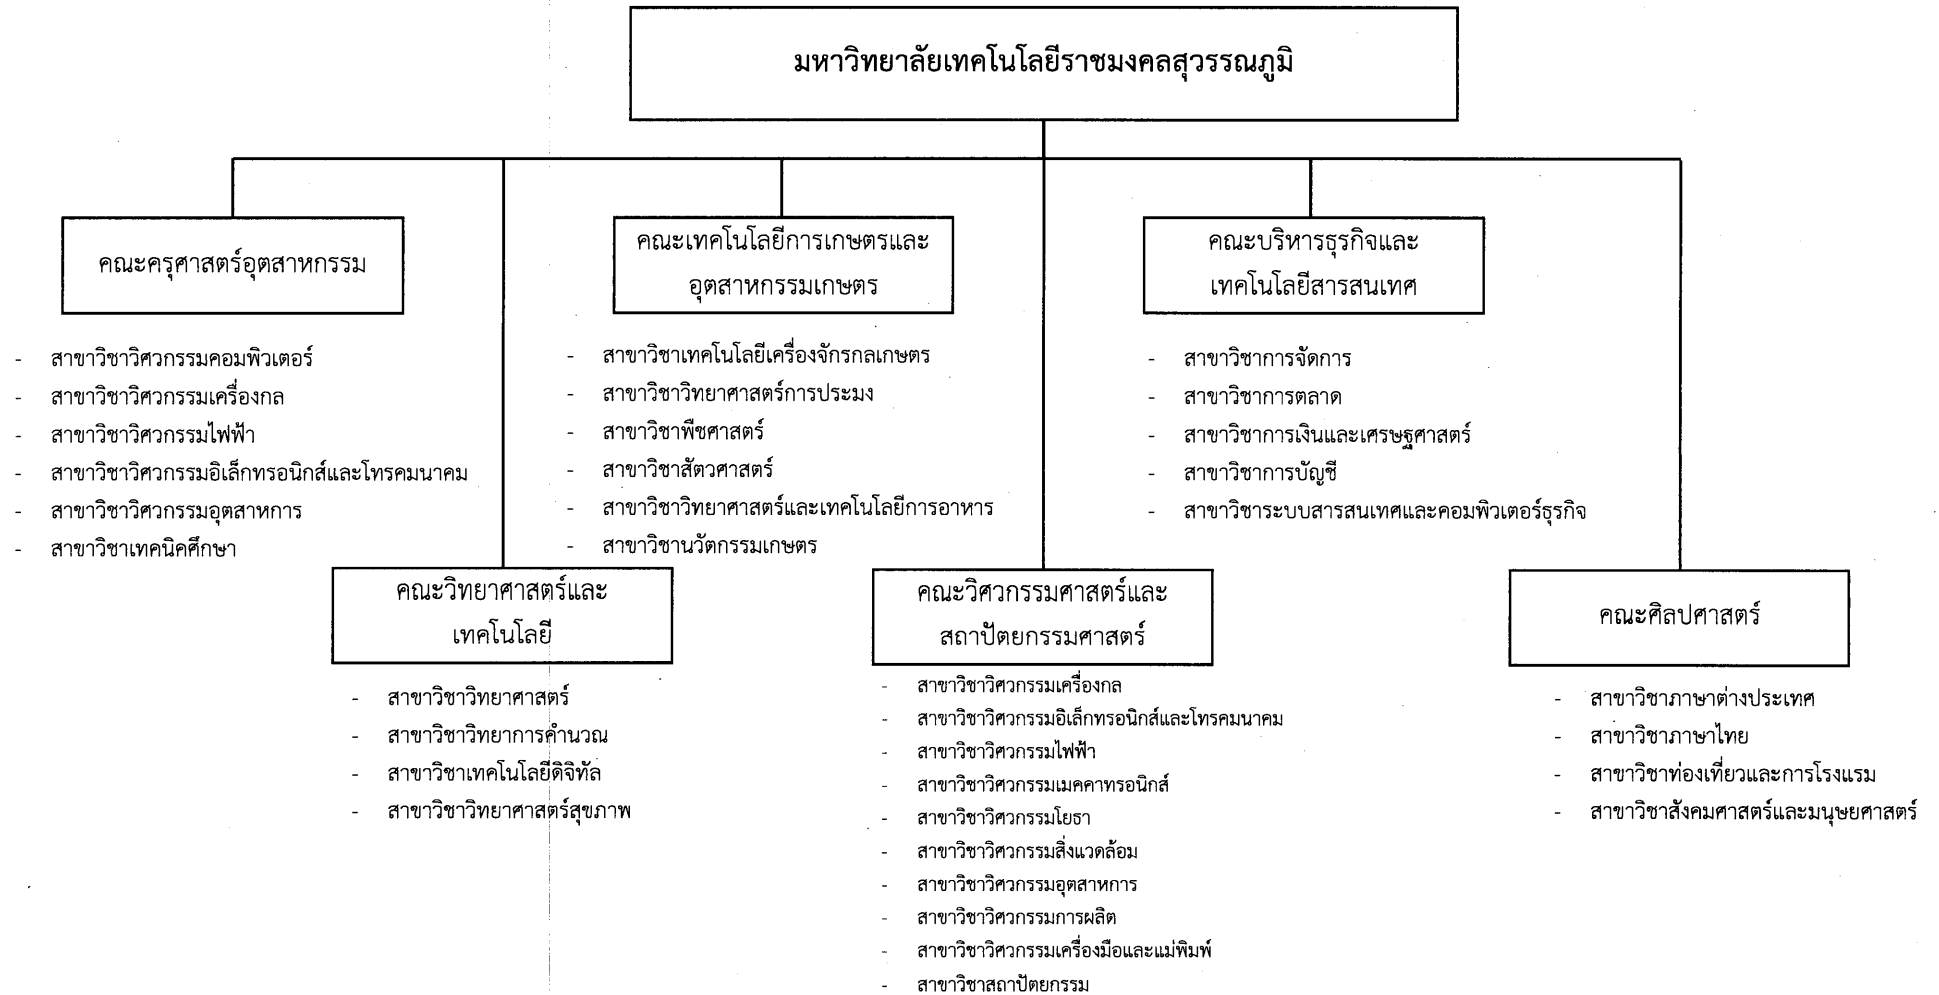 มหาวิทยาลัยเทคโนโลยีราชมงคลสุวรรณภูมิ
คณะครุศาสตร์อุตสาหกรรม
- สาขาวิชาวิศวกรรมคอมพิวเตอร์
- สาขาวิชาวิศวกรรมเครื่องกล
- สาขาวิชาวิศวกรรมไฟฟ้า
- สาขาวิชาวิศวกรรมอิเล็กทรอนิกส์และโทรคมนาคม
- สาขาวิชาวิศวกรรมอุตสาหการ
- สาขาวิชาเทคนิคศึกษา
คณะเทคโนโลยีการเกษตรและ
อุตสาหกรรมเกษตร
- สาขาวิชาเทคโนโลยีเครื่องจักรกลเกษตร
- สาขาวิชาวิทยาศาสตร์การประมง
- สาขาวิชาพืชศาสตร์
- สาขาวิชาสัตวศาสตร์
- สาขาวิชาวิทยาศาสตร์และเทคโนโลยีการอาหาร
- สาขาวิชานวัตกรรมเกษตร
คณะบริหารธุรกิจและ
เทคโนโลยีสารสนเทศ
- สาขาวิชาการจัดการ
- สาขาวิชาการตลาด
- สาขาวิชาการเงินและเศรษฐศาสตร์
- สาขาวิชาการบัญชี
- สาขาวิชาระบบสารสนเทศและคอมพิวเตอร์ธุรกิจ
คณะวิทยาศาสตร์และ
เทคโนโลยี
- สาขาวิชาวิทยาศาสตร์
- สาขาวิชาวิทยาการคำนวณ
- สาขาวิชาเทคโนโลยีดิจิทัล
- สาขาวิชาวิทยาศาสตร์สุขภาพ
คณะวิศวกรรมศาสตร์และ
สถาปัตยกรรมศาสตร์
- สาขาวิชาวิศวกรรมเครื่องกล
- สาขาวิชาวิศวกรรมอิเล็กทรอนิกส์และโทรคมนาคม
- สาขาวิชาวิศวกรรมไฟฟ้า
- สาขาวิชาวิศวกรรมเมคคาทรอนิกส์
- สาขาวิชาวิศวกรรมโยธา
- สาขาวิชาวิศวกรรมสิ่งแวดล้อม
- สาขาวิชาวิศวกรรมอุตสาหการ
- สาขาวิชาวิศวกรรมการผลิต
- สาขาวิชาวิศวกรรมเครื่องมือและแม่พิมพ์
- สาขาวิชาสถาปัตยกรรม
คณะศิลปศาสตร์
- สาขาวิชาภาษาต่างประเทศ
- สาขาวิชาภาษาไทย
- สาขาวิชาท่องเที่ยวและการโรงแรม
- สาขาวิชาสังคมศาสตร์และมนุษยศาสตร์